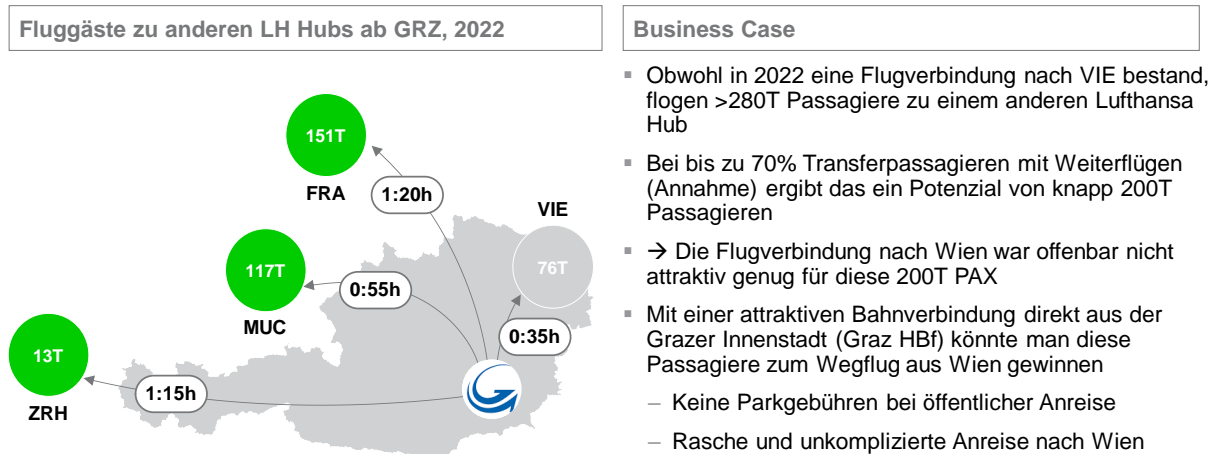 Fluggäste zu anderen LH Hubs ab GRZ, 2022
151T
FRA
1:20h
VIE
76T
117T
MUC
0:55h
0:35h
13T
ZRH
1:15h
Business Case
▪ Obwohl in 2022 eine Flugverbindung nach VIE bestand,
flogen >280T Passagiere zu einem anderen Lufthansa
Hub
▪ Bei bis zu 70% Transferpassagieren mit Weiterflügen
(Annahme) ergibt das ein Potenzial von knapp 200T
Passagieren
▪ → Die Flugverbindung nach Wien war offenbar nicht
attraktiv genug für diese 200T PAX
▪ Mit einer attraktiven Bahnverbindung direkt aus der
Grazer Innenstadt (Graz HBf) könnte man diese
Passagiere zum Wegflug aus Wien gewinnen
– Keine Parkgebühren bei öffentlicher Anreise
– Rasche und unkomplizierte Anreise nach Wien